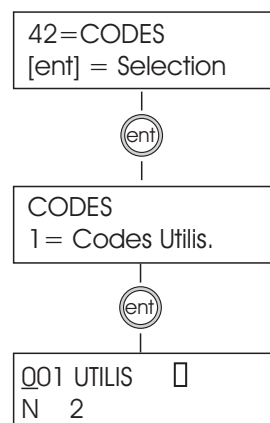 42=CODES
[ent] = Selection
ent
CODES
1= Codes Utilis.
ent
001 UTILIS
N 2